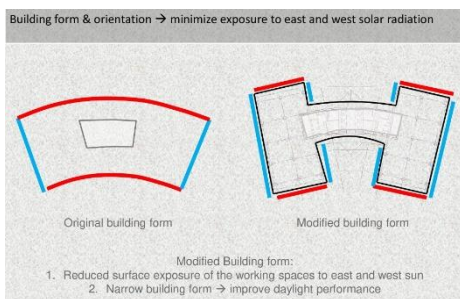 Building form & orientation → minimize exposure to east and west solar radiation
Original building form
Modified building form
Modified Building form:
1. Reduced surface exposure of the working spaces to east and west sun
2. Narrow building form → improve daylight performance